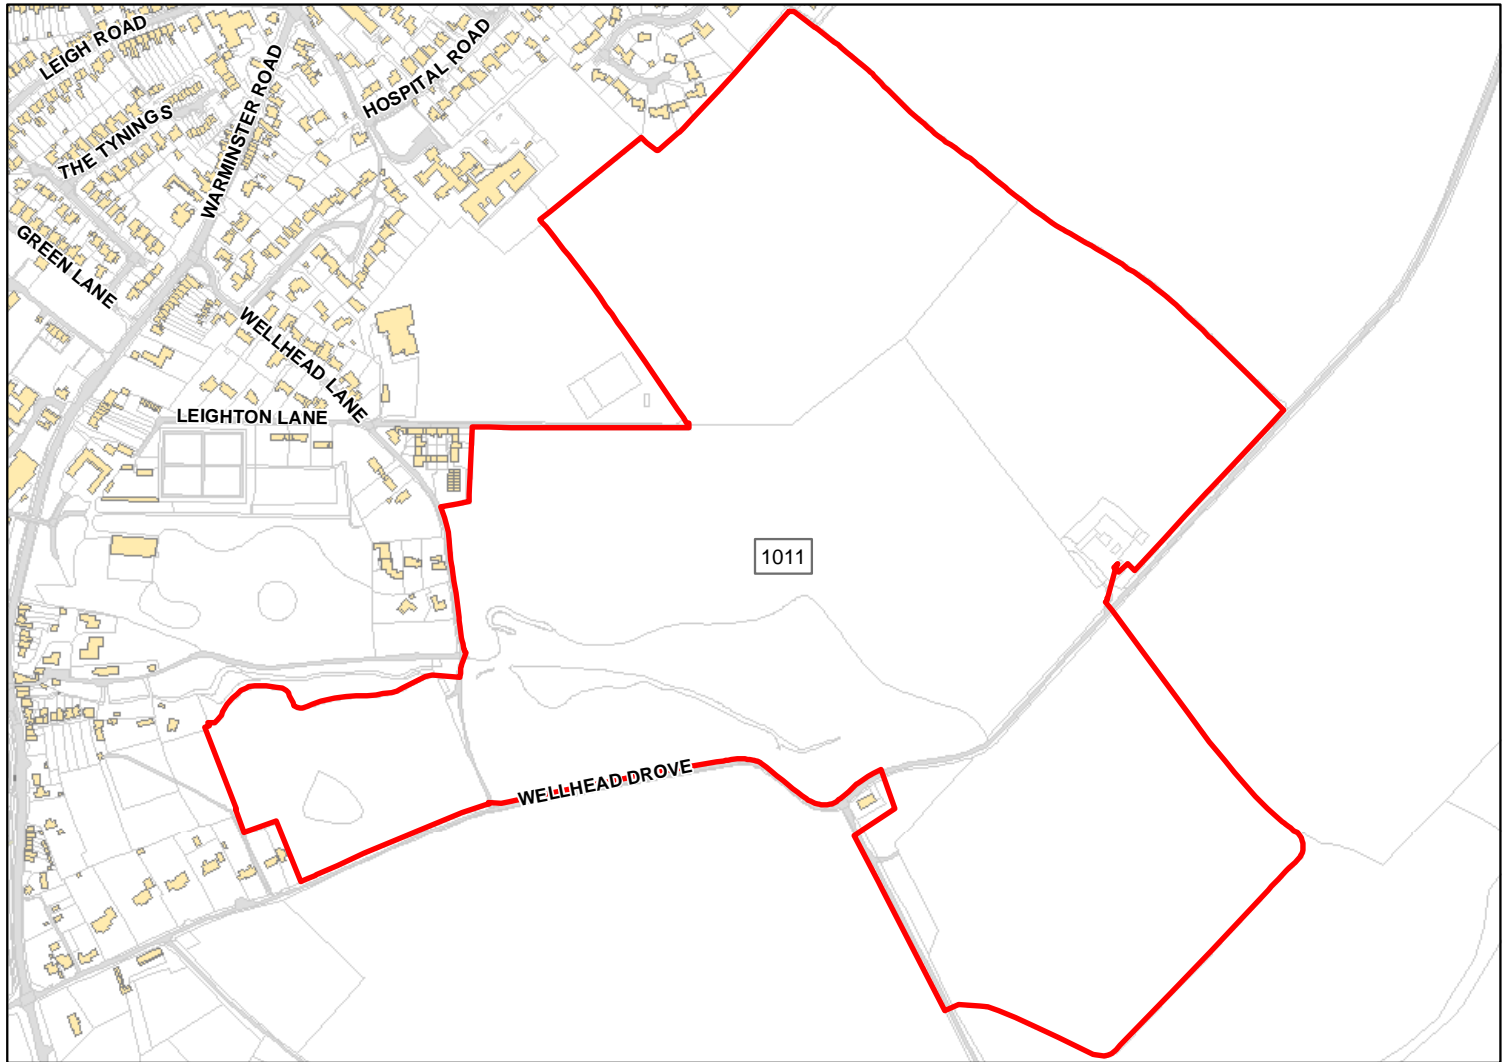 LEIGH ROAD
HOSPITAL ROAD
WARMINSTER ROAD
THE TYNINGS
GREEN LANE
WELLHEAD LANE
LEIGHTON LANE
1011
WELLHEAD DROVE